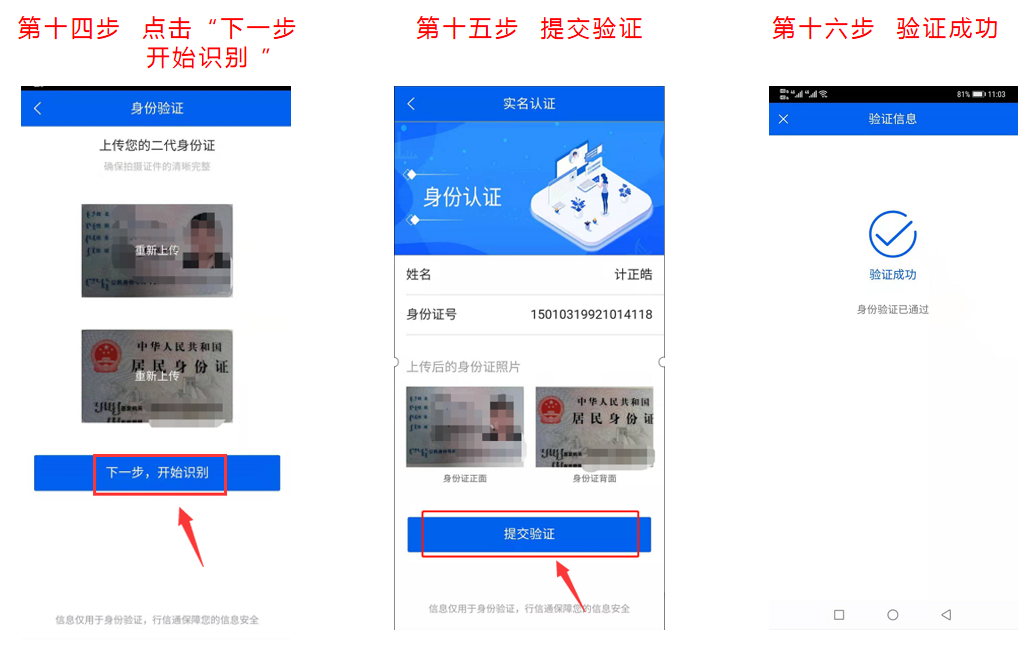 第十四步 点击“下一步
开始识别 ”
身份验证
上传您的二代身份证
确保拍摄证件的清晰完整
重新上传
中华人民共和国
居民身份证
重新上传
下一步，开始识别
信息仅用于身份验证，行信通保障您的信息安全
第十五步 提交验证
实名认证
身份认证
姓名 计正皓
身份证号 15010319921014118
上传后的身份证照片
中华人民共和国
居民身份证
身份证正面 身份证背面
提交验证
信息仅用于身份验证，行信通保障您的信息安全
第十六步 验证成功
81% 11:03
验证信息
验证成功
身份验证已通过